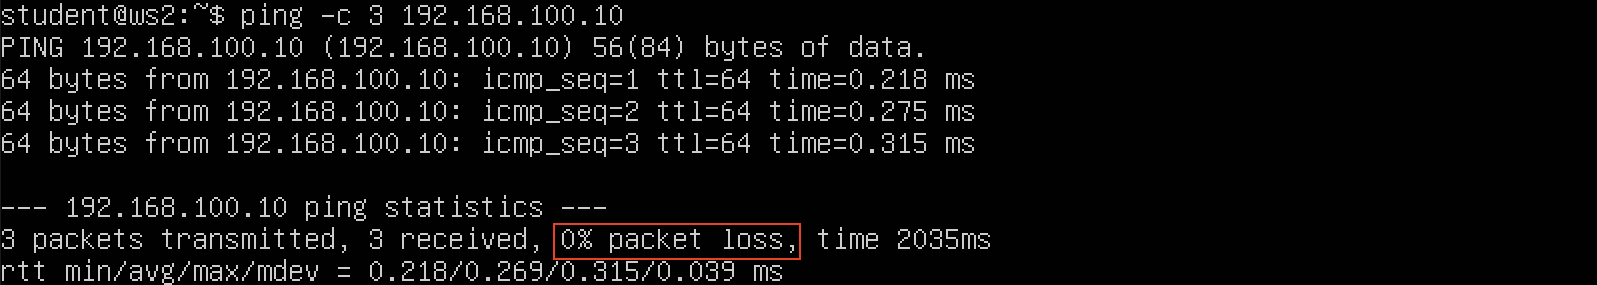 student@ws2:~$ ping -c 3 192.168.100.10
PING 192.168.100.10 (192.168.100.10) 56(84) bytes of data.
64 bytes from 192.168.100.10: icmp_seq=1 ttl=64 time=0.218 ms
64 bytes from 192.168.100.10: icmp_seq=2 ttl=64 time=0.275 ms
64 bytes from 192.168.100.10: icmp_seq=3 ttl=64 time=0.315 ms
--- 192.168.100.10 ping statistics ---
3 packets transmitted, 3 received, 0% packet loss, time 2035ms
rtt min/avg/max/mdev = 0.218/0.269/0.315/0.039 ms